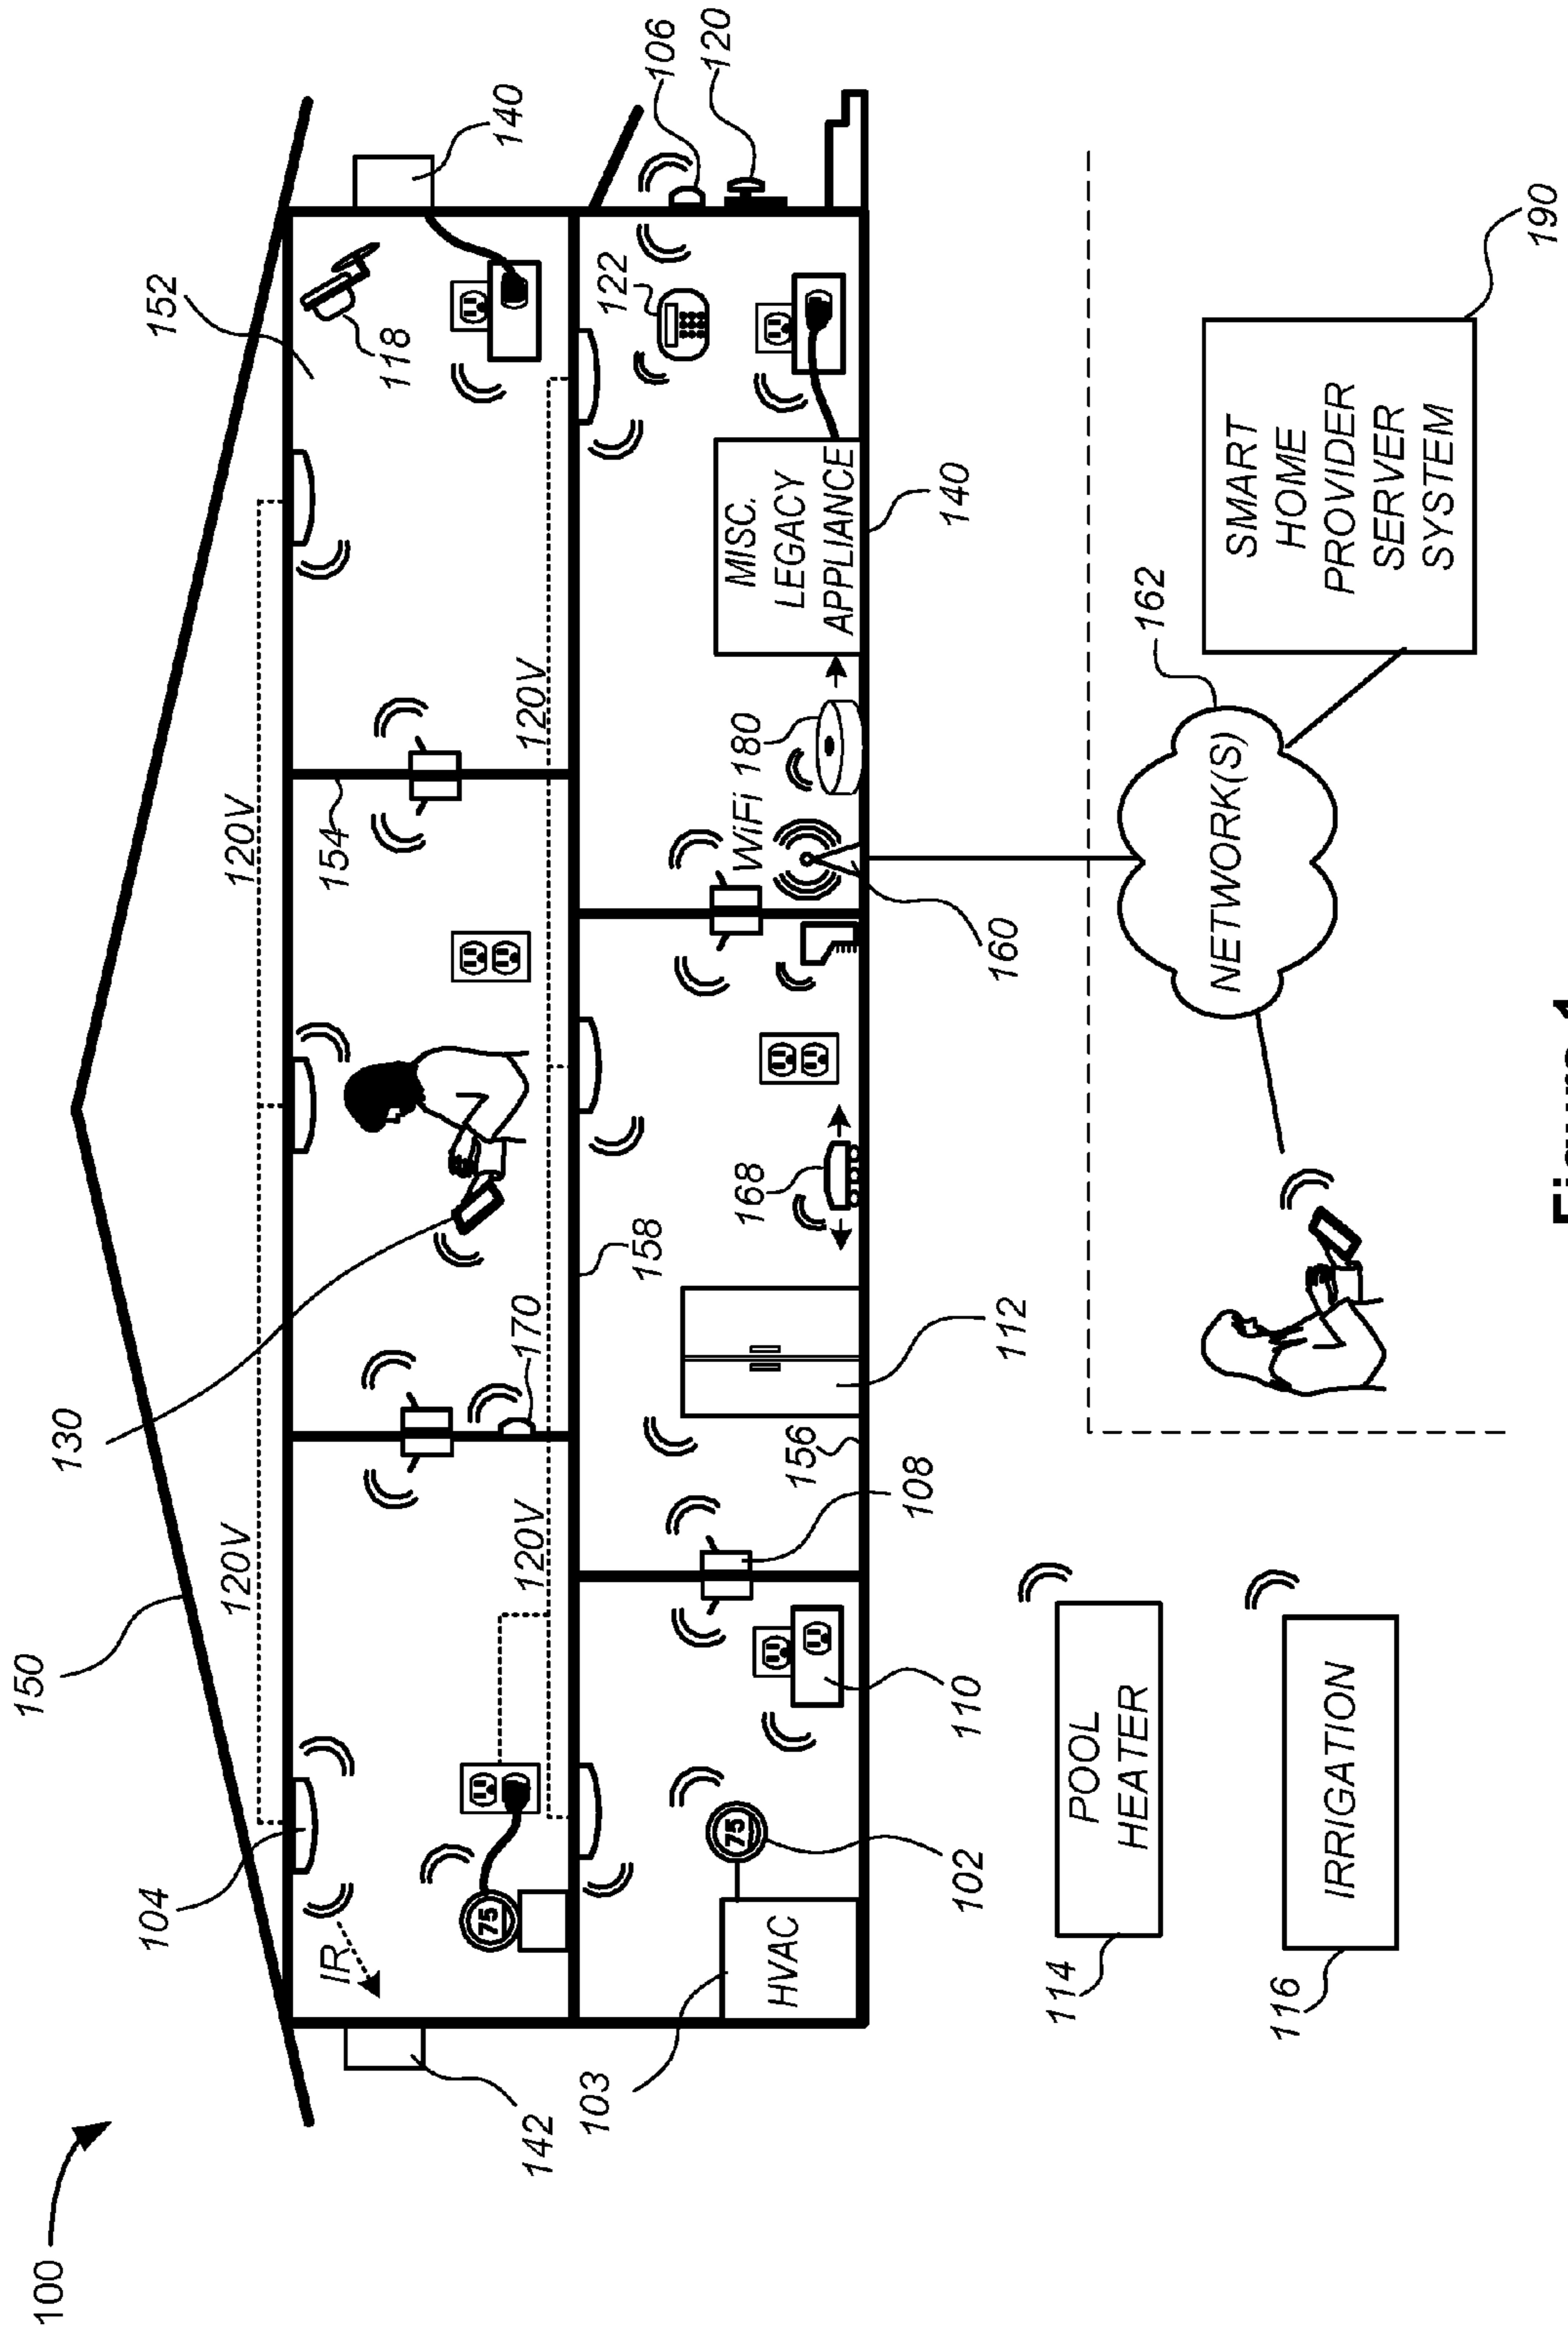 100
150
130
152
104
120V
120V
IR
154
118
140
142
75
170
120V
120V
158
106
120
122
103
HVAC
75
102
110
108
156
112
168
WiFi
180
160
MISC.
LEGACY
APPLIANCE
140
114
POOL
HEATER
116
IRRIGATION
162
NETWORK(S)
190
SMART
HOME
PROVIDER
SERVER
SYSTEM